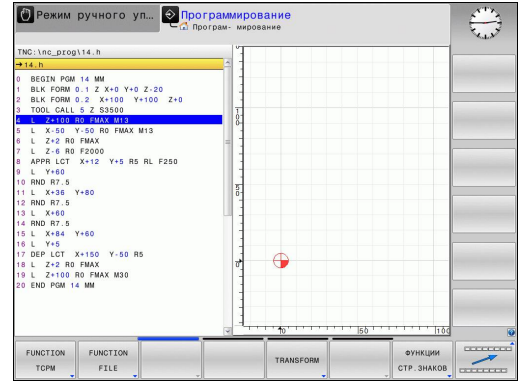 Режим ручного уп...
Программирование
Програм- мирование
TNC:\nc_prog\14.h
→14.h
0 BEGIN PGM 14 MM
1 BLK FORM 0.1 Z X+0 Y+0 Z-20
2 BLK FORM 0.2 X+100 Y+100 Z+0
3 TOOL CALL 5 Z S3500
4 L Z+100 R0 FMAX M13
5 L X-50 Y-50 R0 FMAX M13
6 L Z+2 R0 FMAX
7 L Z-6 R0 F2000
8 APPR LCT X+12 Y+5 R5 RL F250
9 L Y+60
10 RND R7.5
11 L X+36 Y+80
12 RND R7.5
13 L X+60
14 RND R7.5
15 L X+84 Y+60
16 L Y+5
17 DEP LCT X+150 Y-50 R5
18 L Z+2 R0 FMAX
19 L Z+100 R0 FMAX M30
20 END PGM 14 MM
100
50
0
0 50 100
FUNCTION TCPM
FUNCTION FILE
TRANSFORM
ФУНКЦИИ СТР.ЗНАКОВ